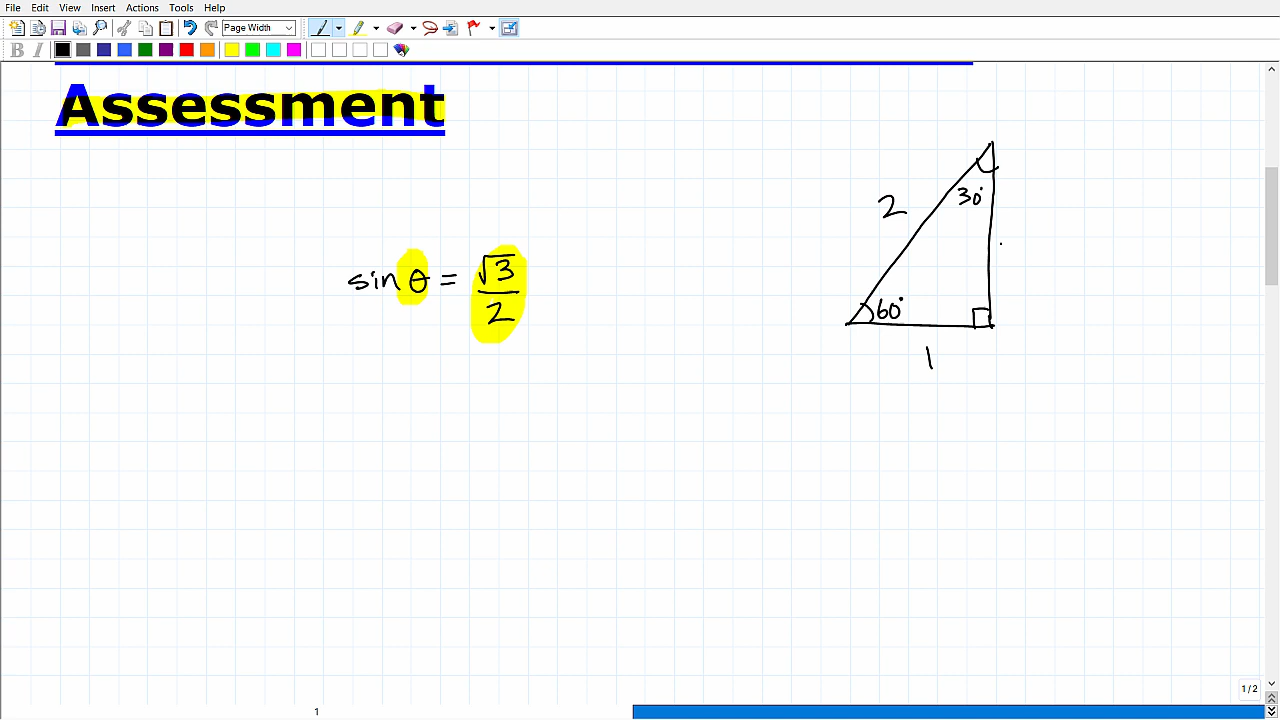 File Edit View Insert Actions Tools Help
Page Width
B I
Assessment
sin θ = √3/2
2
30°
60°
1
1/2
1